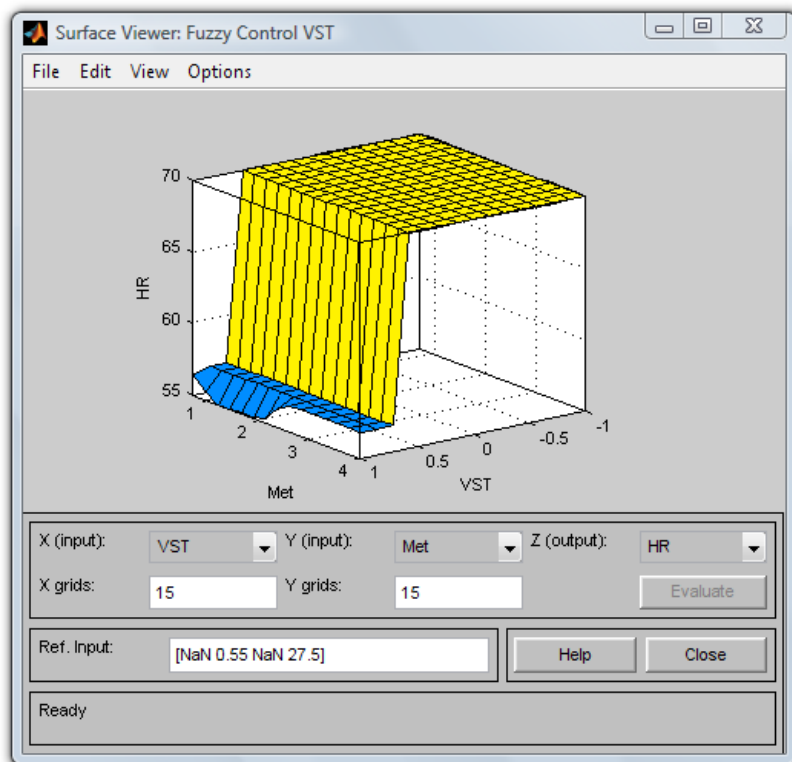 Surface Viewer: Fuzzy Control VST
File Edit View Options
70
65
60
55
HR
1
2
3
4
Met
1
0.5
0
-0.5
-1
VST
X (input): VST Y (input): Met Z (output): HR
X grids: 15 Y grids: 15 Evaluate
Ref. Input: [NaN 0.55 NaN 27.5] Help Close
Ready